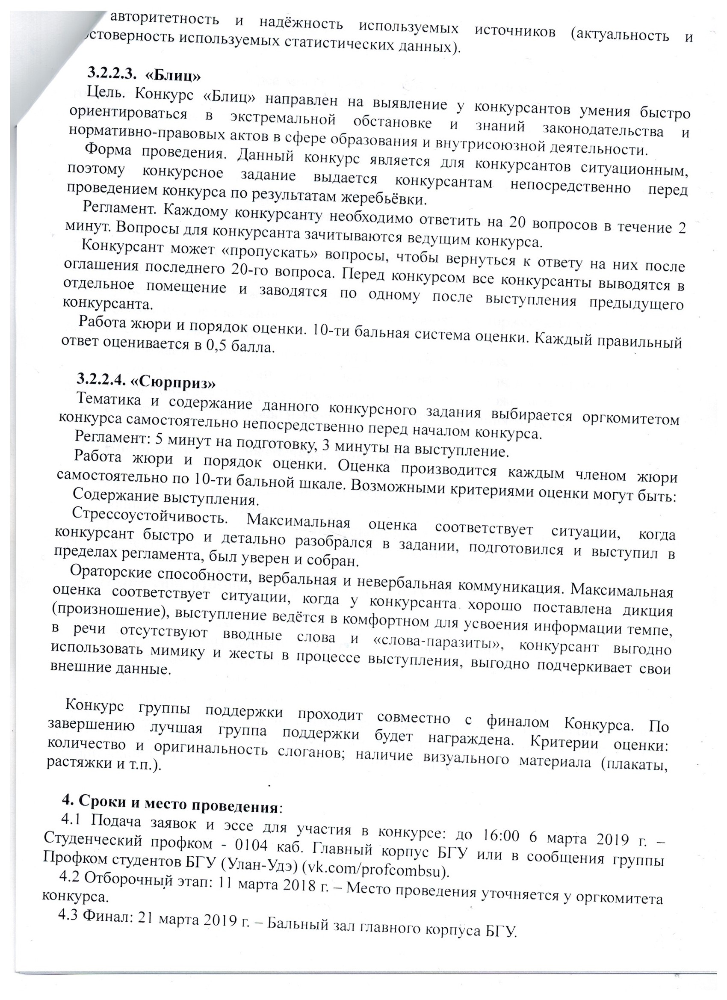 авторитетность и надёжность используемых источников (актуальность и
остоверность используемых статистических данных).
3.2.2.3. «Блиц»
Цель. Конкурс «Блиц» направлен на выявление у конкурсантов умения быстро
ориентироваться в экстремальной обстановке и знаний законодательства и
нормативно-правовых актов в сфере образования и внутрисоюзной деятельности.
Форма проведения. Данный конкурс является для конкурсантов ситуационным,
поэтому конкурсное задание выдается конкурсантам непосредственно перед
проведением конкурса по результатам жеребьёвки.
Регламент. Каждому конкурсанту необходимо ответить на 20 вопросов в течение 2
минут. Вопросы для конкурсанта зачитываются ведущим конкурса.
Конкурсант может «пропускать» вопросы, чтобы вернуться к ответу на них после
оглашения последнего 20-го вопроса. Перед конкурсом все конкурсанты выводятся в
отдельное помещение и заводятся по одному после выступления предыдущего
конкурсанта.
Работа жюри и порядок оценки. 10-ти бальная система оценки. Каждый правильный
ответ оценивается в 0,5 балла.
3.2.2.4. «Сюрприз»
Тематика и содержание данного конкурсного задания выбирается оргкомитетом
конкурса самостоятельно непосредственно перед началом конкурса.
Регламент: 5 минут на подготовку, 3 минуты на выступление.
Работа жюри и порядок оценки. Оценка производится каждым членом жюри
самостоятельно по 10-ти бальной шкале. Возможными критериями оценки могут быть:
Содержание выступления.
Стрессоустойчивость. Максимальная оценка соответствует ситуации, когда
конкурсант быстро и детально разобрался в задании, подготовился и выступил в
пределах регламента, был уверен и собран.
Ораторские способности, вербальная и невербальная коммуникация. Максимальная
оценка соответствует ситуации, когда у конкурсанта хорошо поставлена дикция
(произношение), выступление ведётся в комфортном для усвоения информации темпе,
в речи отсутствуют вводные слова и «слова-паразиты», конкурсант выгодно
использовать мимику и жесты в процессе выступления, выгодно подчеркивает свои
внешние данные.
Конкурс группы поддержки проходит совместно с финалом Конкурса. По
завершению лучшая группа поддержки будет награждена. Критерии оценки:
количество и оригинальность слоганов; наличие визуального материала (плакаты,
растяжки и т.п.).
4. Сроки и место проведения:
4.1 Подача заявок и эссе для участия в конкурсе: до 16:00 6 марта 2019 г. –
Студенческий профком - 0104 каб. Главный корпус БГУ или в сообщения группы
Профком студентов БГУ (Улан-Удэ) (vk.com/profcombsu).
4.2 Отборочный этап: 11 марта 2018 г. – Место проведения уточняется у оргкомитета
конкурса.
4.3 Финал: 21 марта 2019 г. – Бальный зал главного корпуса БГУ.